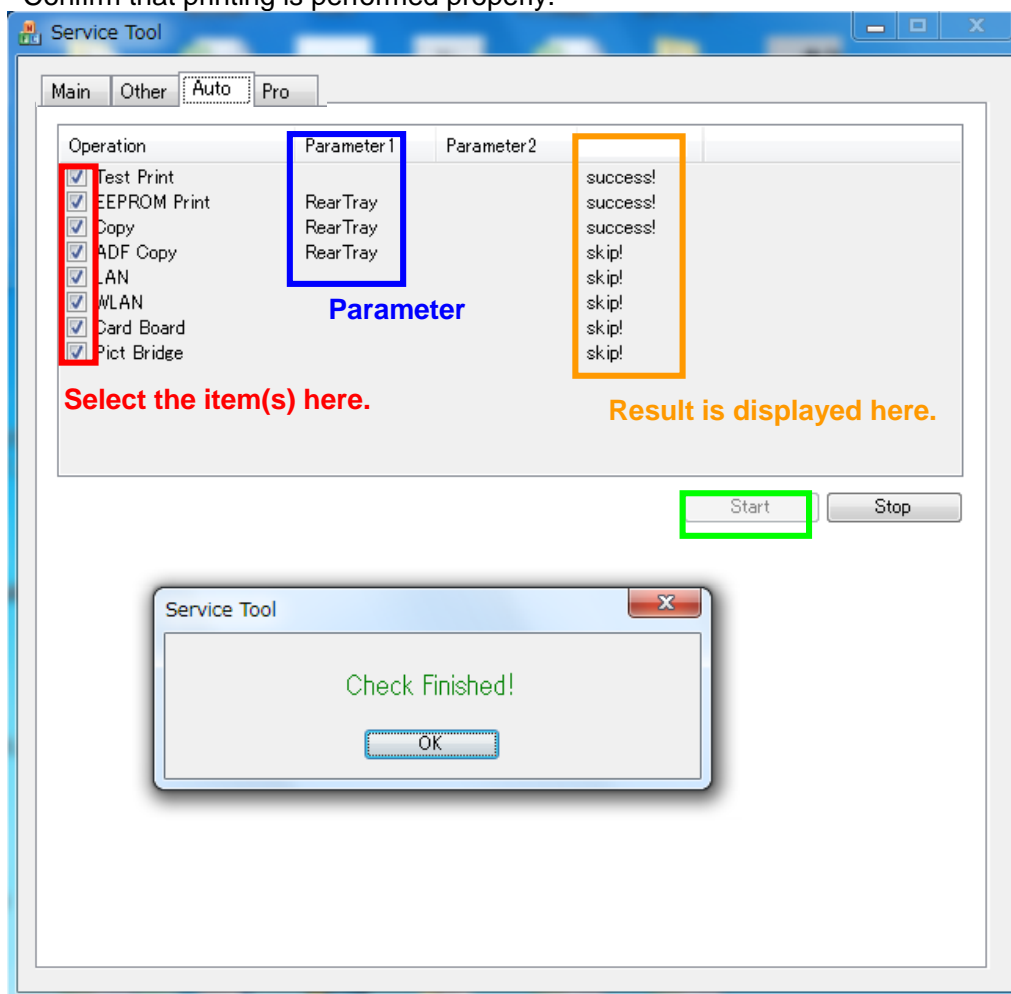 Confirm that printing is performed properly.
Service Tool
Main Other Auto Pro
Operation Parameter1 Parameter2
Test Print success!
EEPROM Print RearTray success!
Copy RearTray success!
ADF Copy RearTray skip!
LAN skip!
WLAN skip!
Card Board skip!
Pict Bridge skip!
Parameter
Select the item(s) here.
Result is displayed here.
Start Stop
Service Tool
Check Finished!
OK